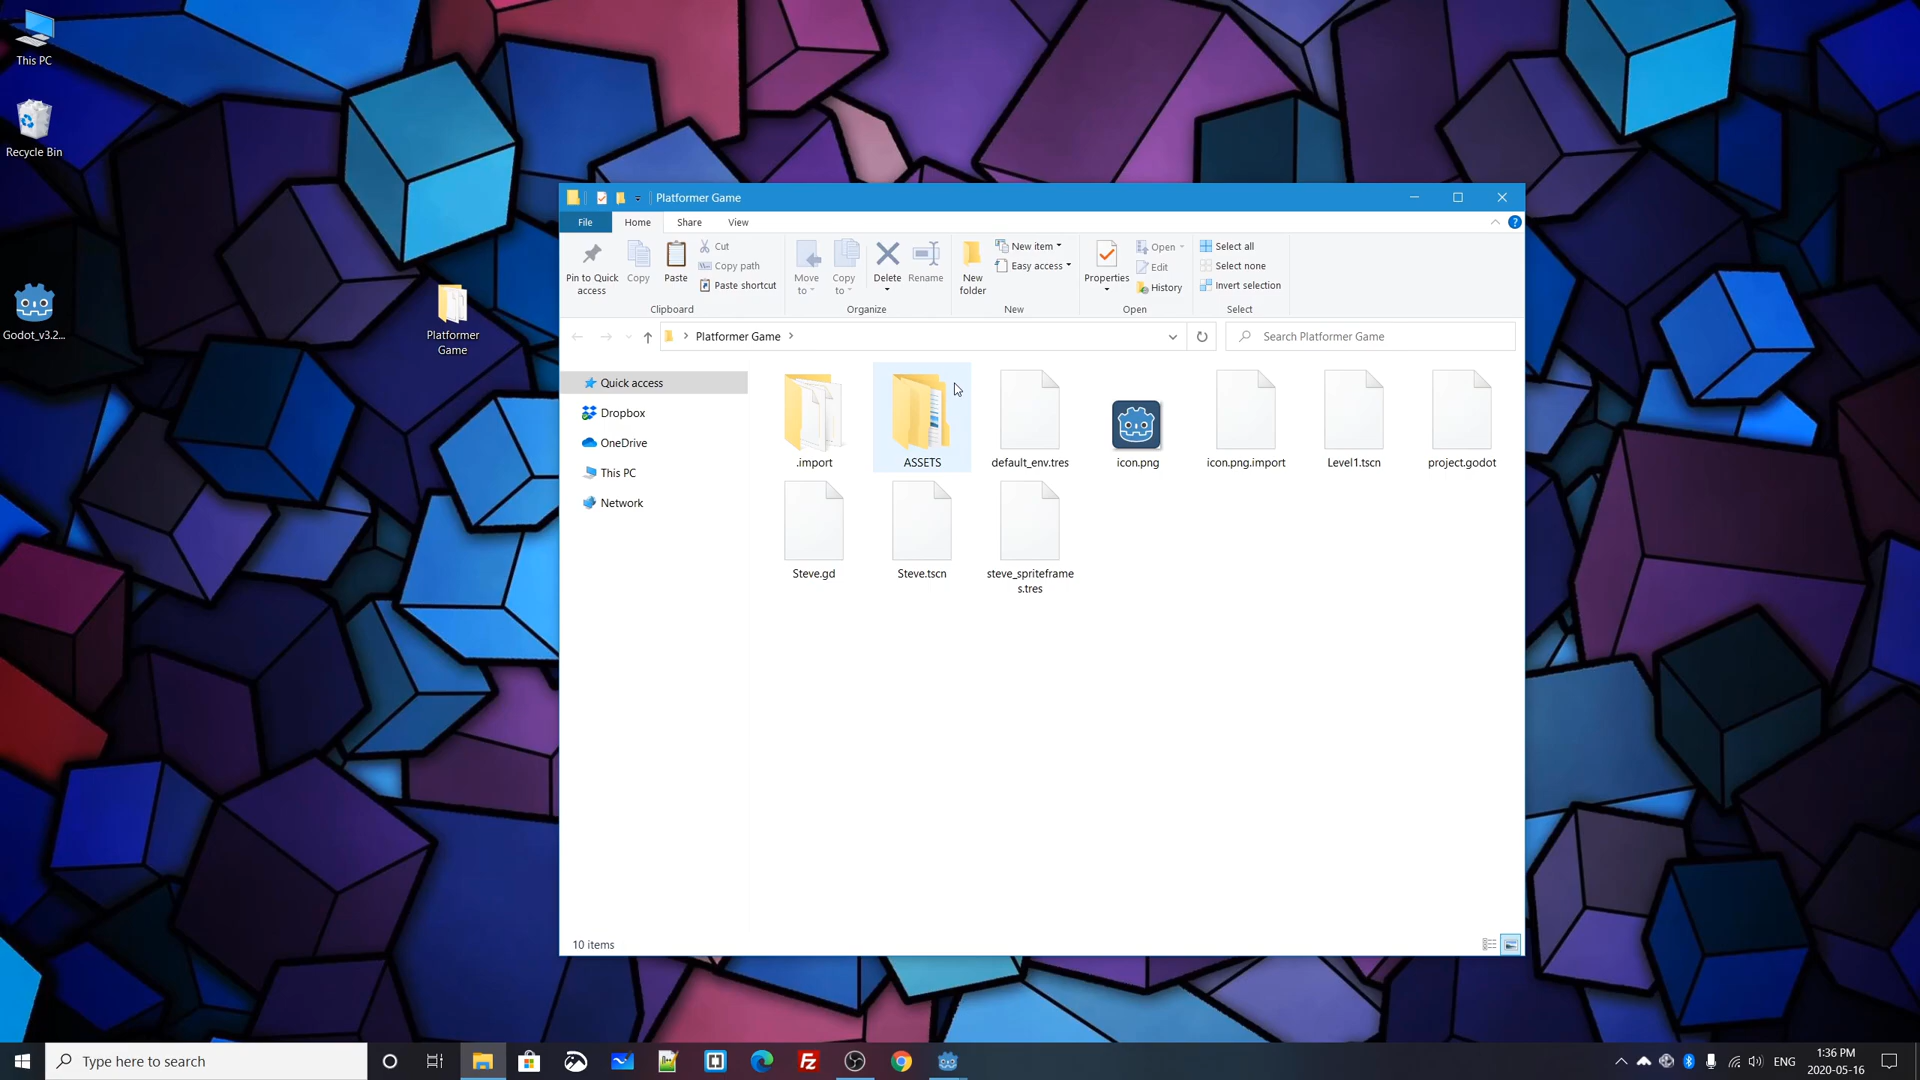 This PC
Recycle Bin
Godot_v3.2...
Platformer
Game
Platformer Game
File
Home
Share
View
Pin to Quick
access
Copy
Paste
Cut
Copy path
Paste shortcut
Clipboard
Move
to
Copy
to
Delete
Rename
Organize
New
folder
New item
Easy access
New
Properties
Open
Edit
History
Open
Select all
Select none
Invert selection
Select
Platformer Game
Search Platformer Game
Quick access
Dropbox
OneDrive
This PC
Network
.import
ASSETS
default_env.tres
icon.png
icon.png.import
Level1.tscn
project.godot
Steve.gd
Steve.tscn
steve_spriteframe
s.tres
10 items
Type here to search
ENG
1:36 PM
2020-05-16